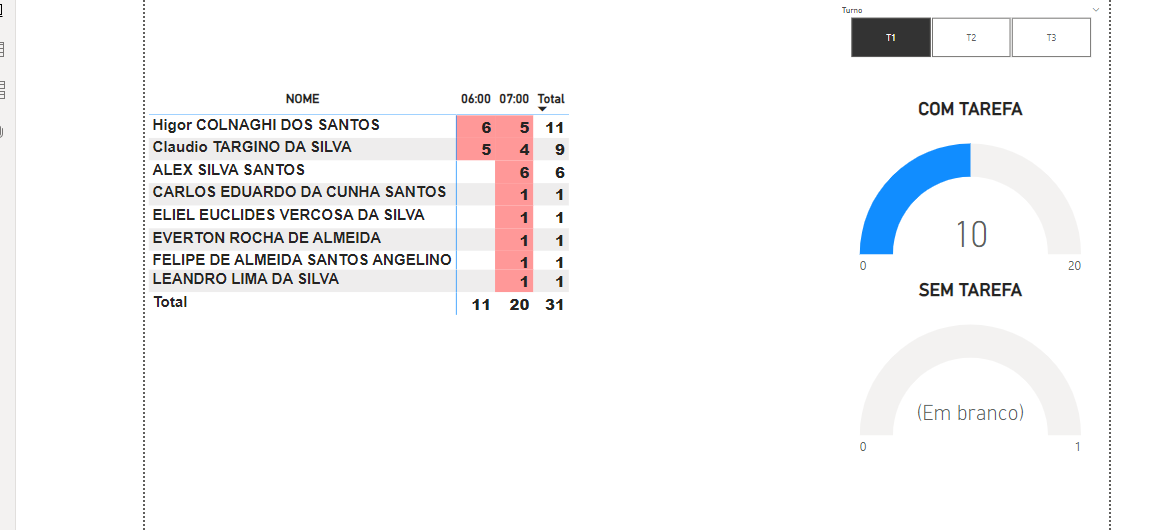 Turno
T1 T2 T3
NOME 06:00 07:00 Total
Higor COLNAGHI DOS SANTOS 6 5 11
Claudio TARGINO DA SILVA 5 4 9
ALEX SILVA SANTOS 6 6
CARLOS EDUARDO DA CUNHA SANTOS 1 1
ELIEL EUCLIDES VERCOSA DA SILVA 1 1
EVERTON ROCHA DE ALMEIDA 1 1
FELIPE DE ALMEIDA SANTOS ANGELINO 1 1
LEANDRO LIMA DA SILVA 1 1
Total 11 20 31
COM TAREFA
10
0 20
SEM TAREFA
(Em branco)
0 1